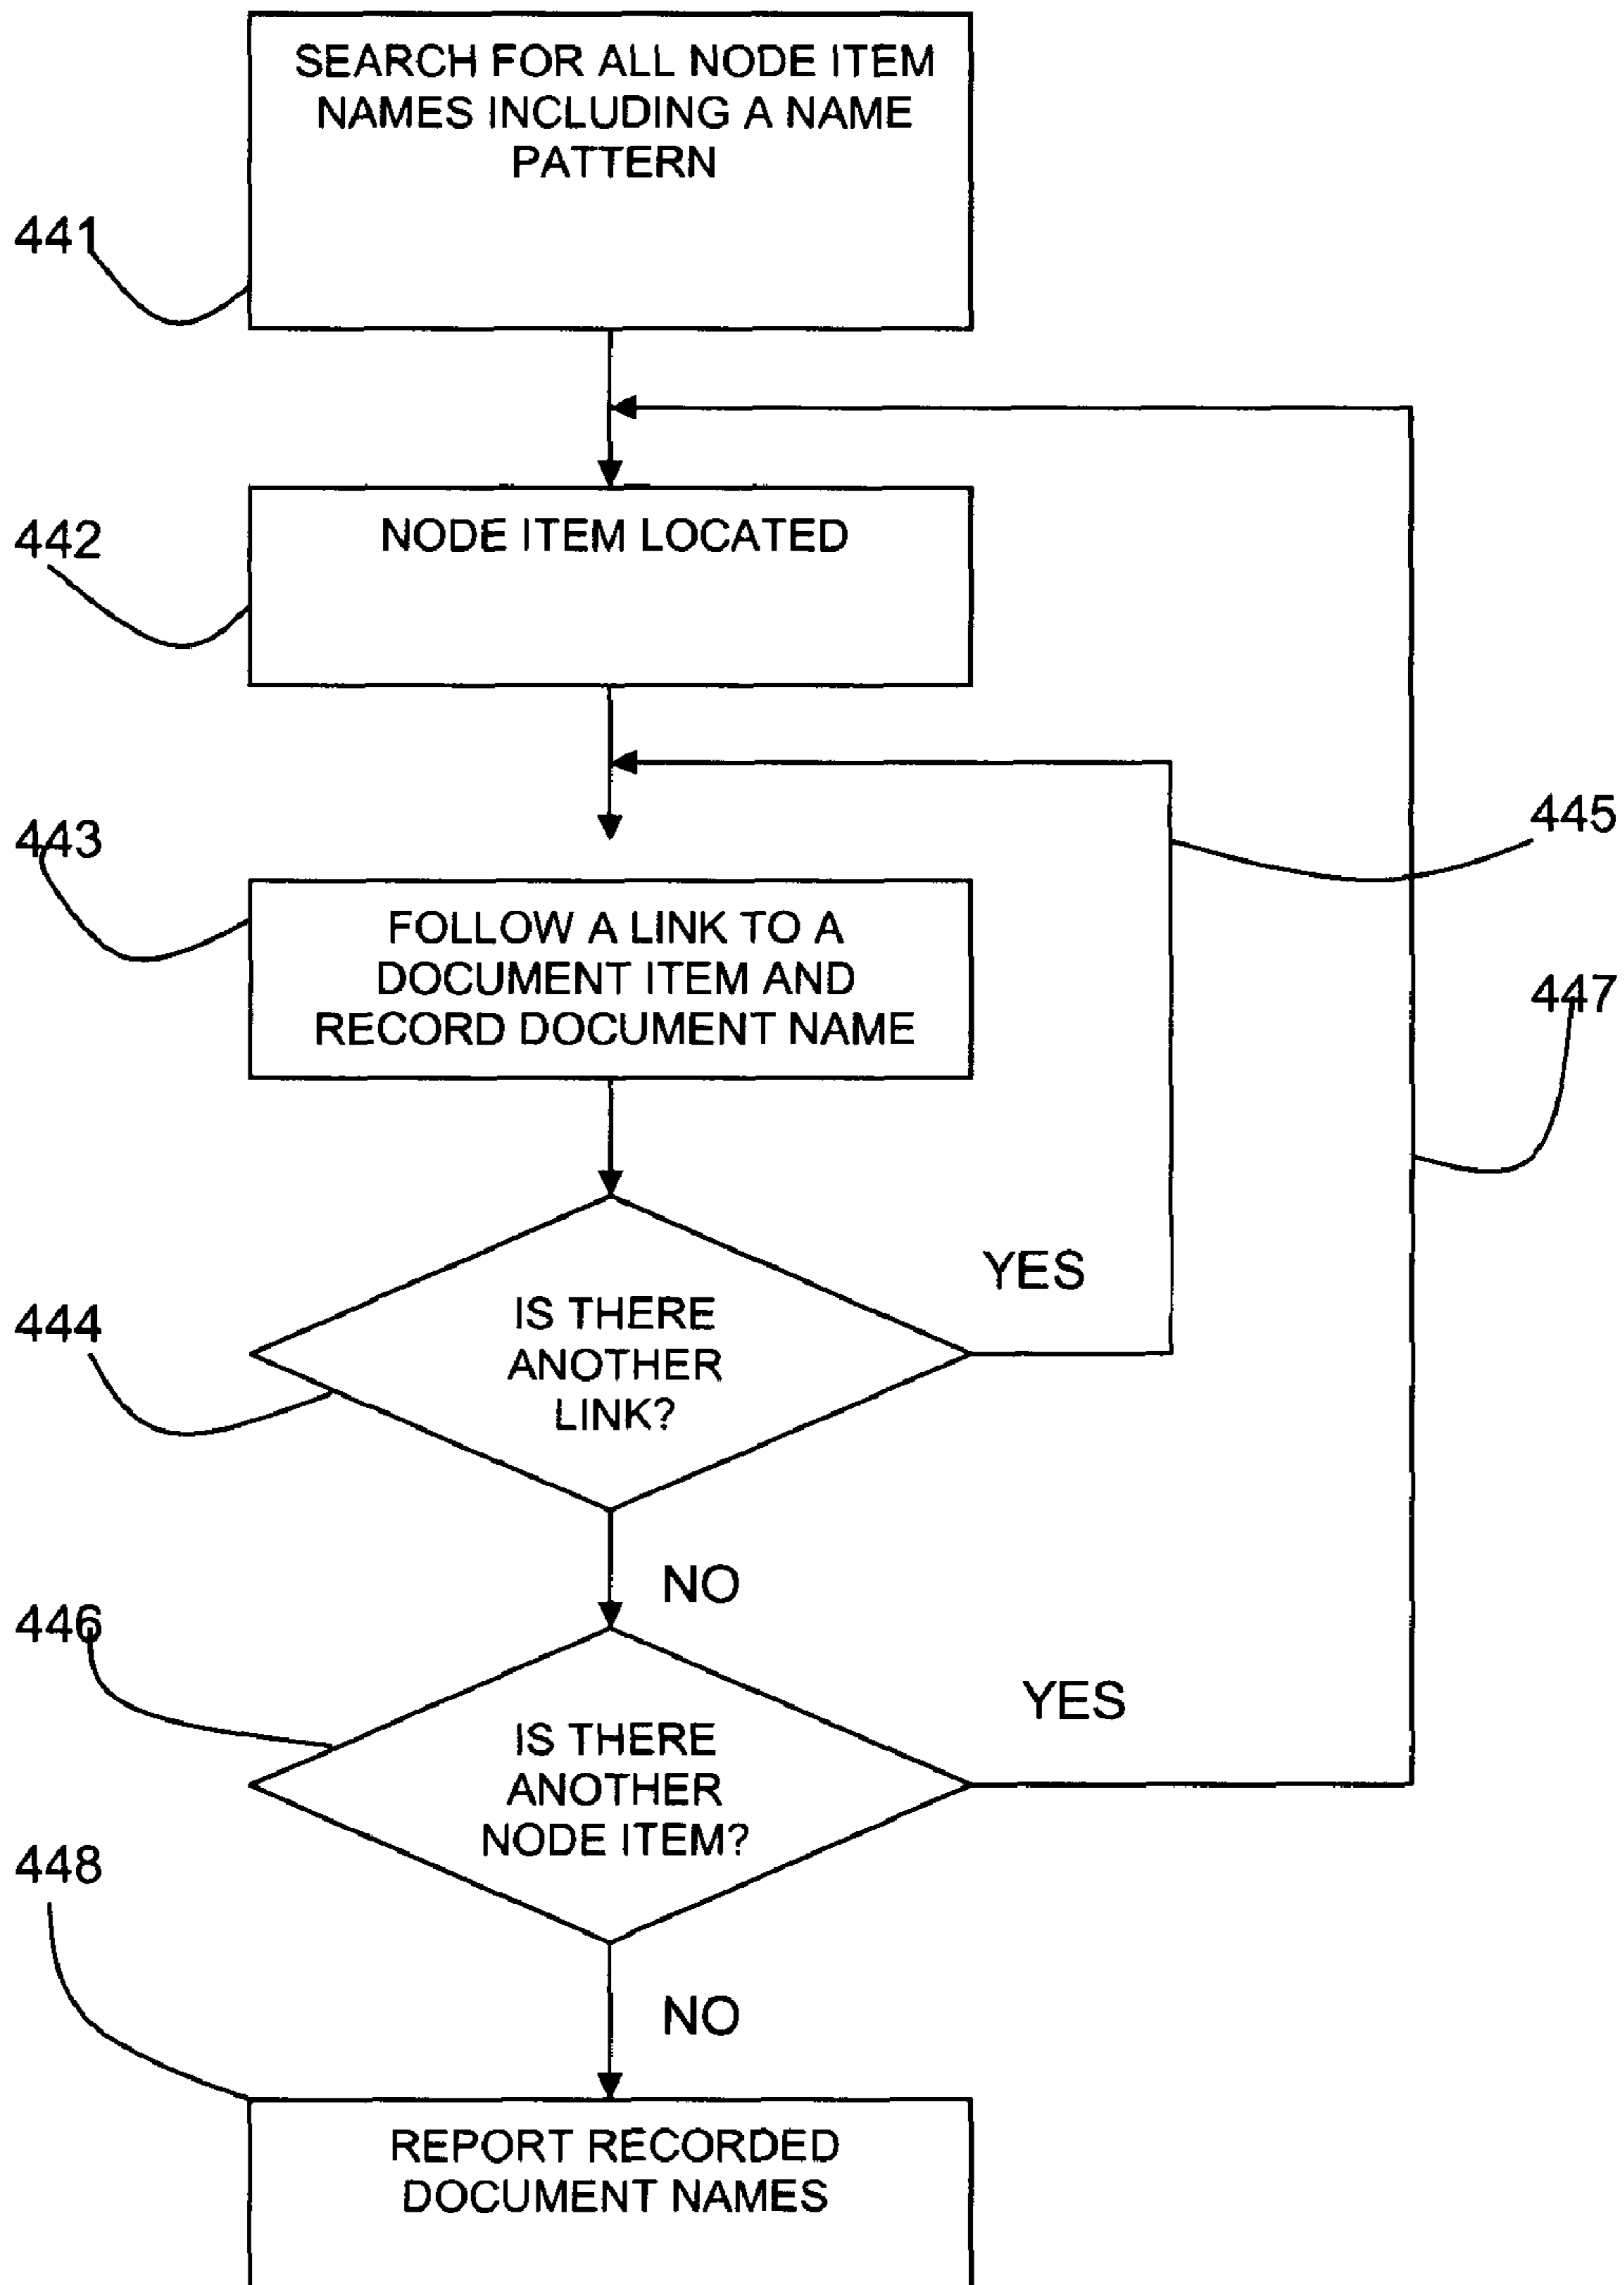 SEARCH FOR ALL NODE ITEM
NAMES INCLUDING A NAME
PATTERN
441
442
NODE ITEM LOCATED
443
445
FOLLOW A LINK TO A
DOCUMENT ITEM AND
RECORD DOCUMENT NAME
447
YES
444
IS THERE
ANOTHER
LINK?
NO
446
YES
IS THERE
ANOTHER
NODE ITEM?
448
NO
REPORT RECORDED
DOCUMENT NAMES